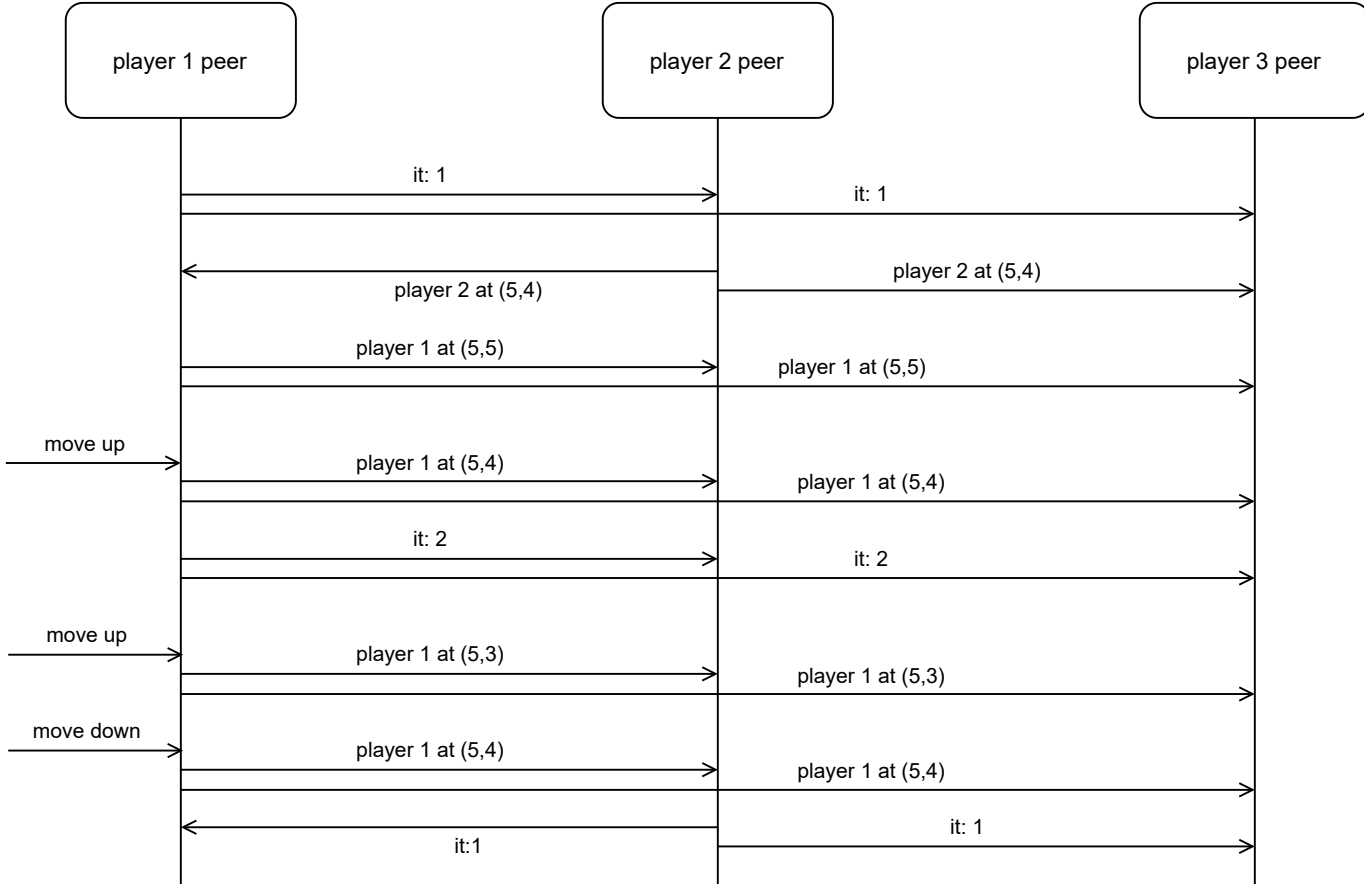 player 1 peer
player 2 peer
player 3 peer
it: 1
it: 1
player 2 at (5,4)
player 2 at (5,4)
player 1 at (5,5)
player 1 at (5,5)
move up
player 1 at (5,4)
player 1 at (5,4)
it: 2
it: 2
move up
player 1 at (5,3)
player 1 at (5,3)
move down
player 1 at (5,4)
player 1 at (5,4)
it: 1
it:1